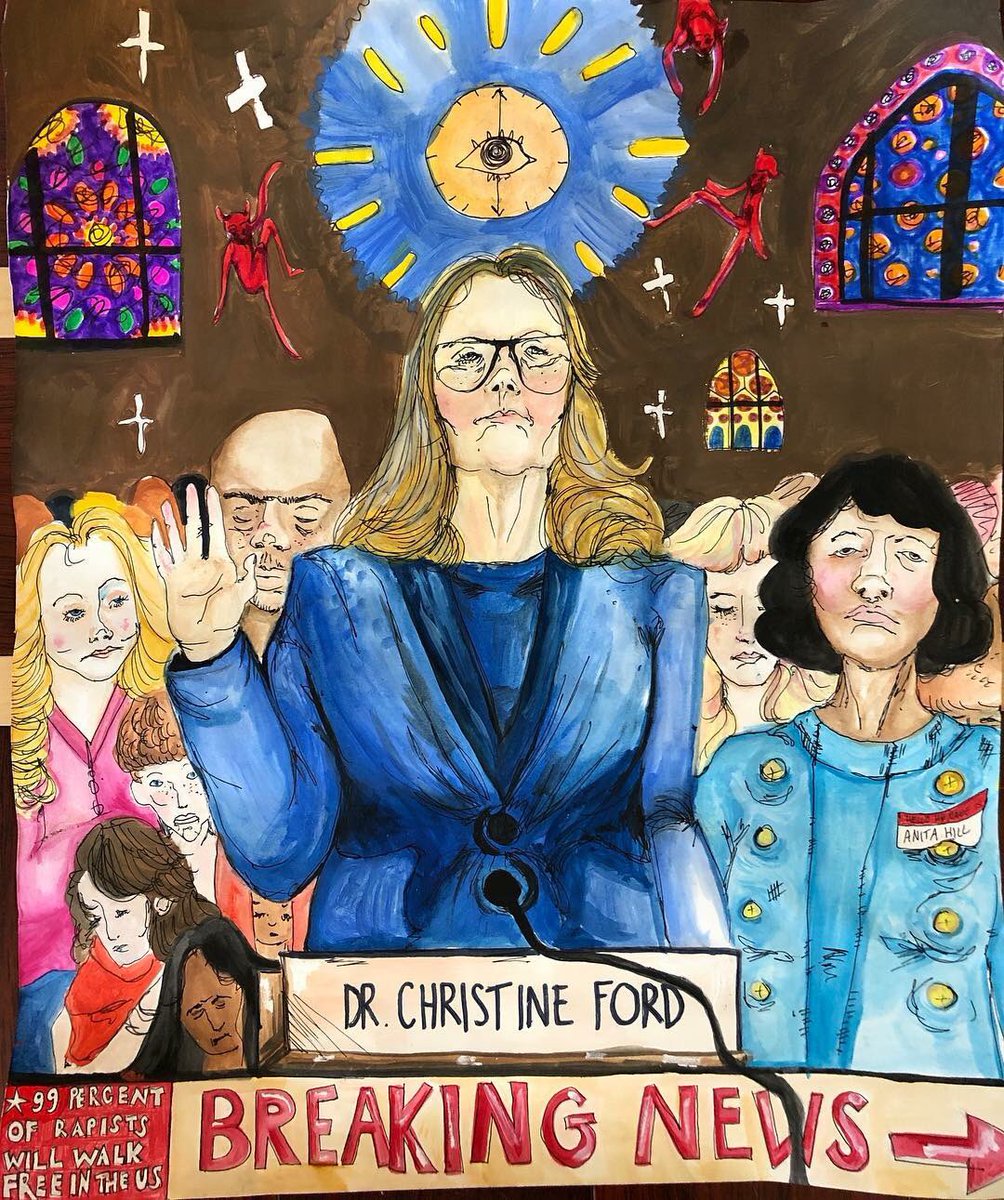 ANITA HILL
DR. CHRISTINE FORD
★ 99 PERCENT
OF RAPISTS
WILL WALK
FREE IN THE US
BREAKING NEWS